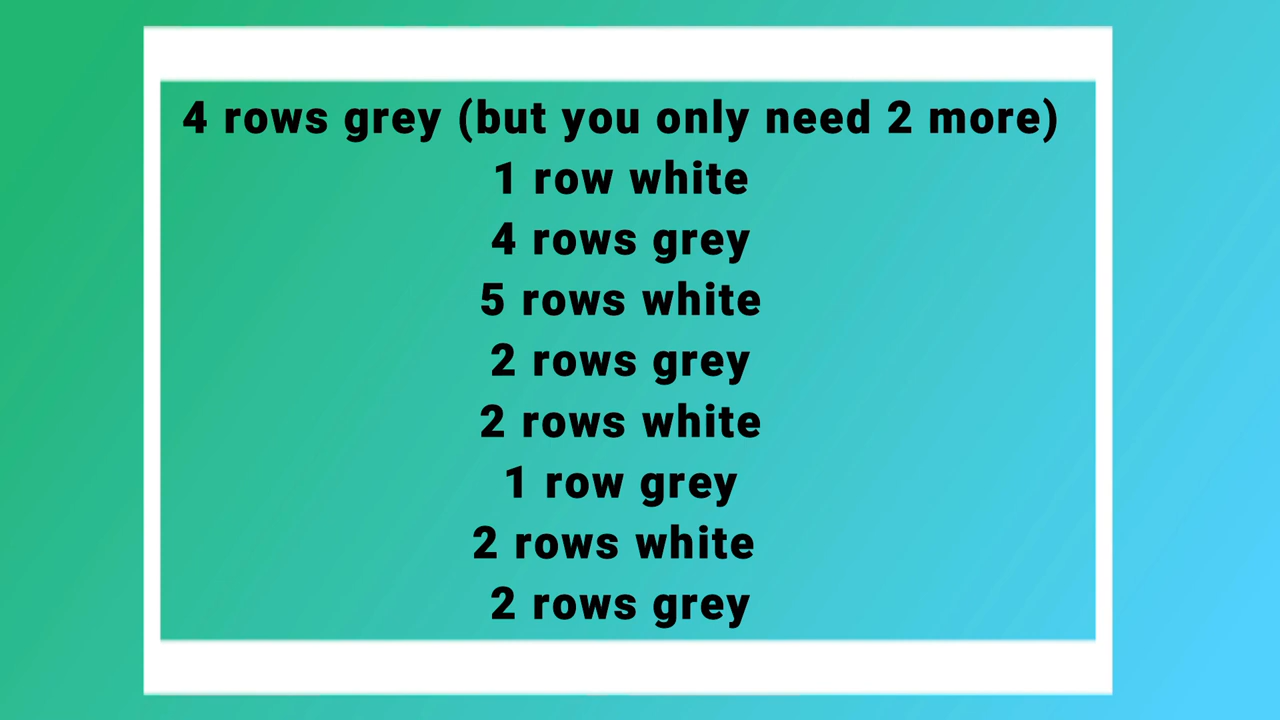 4 rows grey (but you only need 2 more)
1 row white
4 rows grey
5 rows white
2 rows grey
2 rows white
1 row grey
2 rows white
2 rows grey